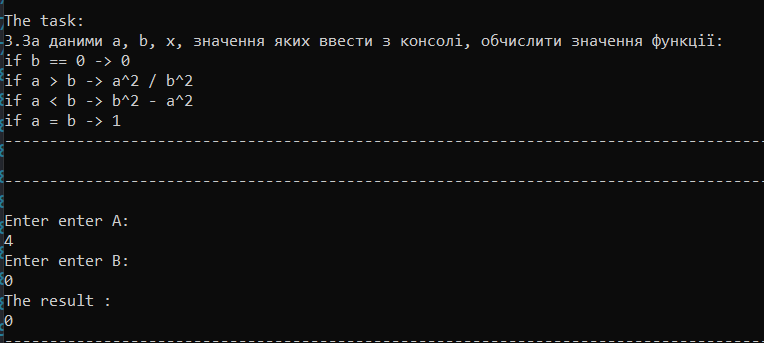 The task:
3.За даними a, b, x, значення яких ввести з консолі, обчислити значення функції:
if b == 0 -> 0
if a > b -> a^2 / b^2
if a < b -> b^2 - a^2
if a = b -> 1
--------------------------------------------------------------------------------
--------------------------------------------------------------------------------
Enter enter A:
4
Enter enter B:
0
The result :
0
--------------------------------------------------------------------------------